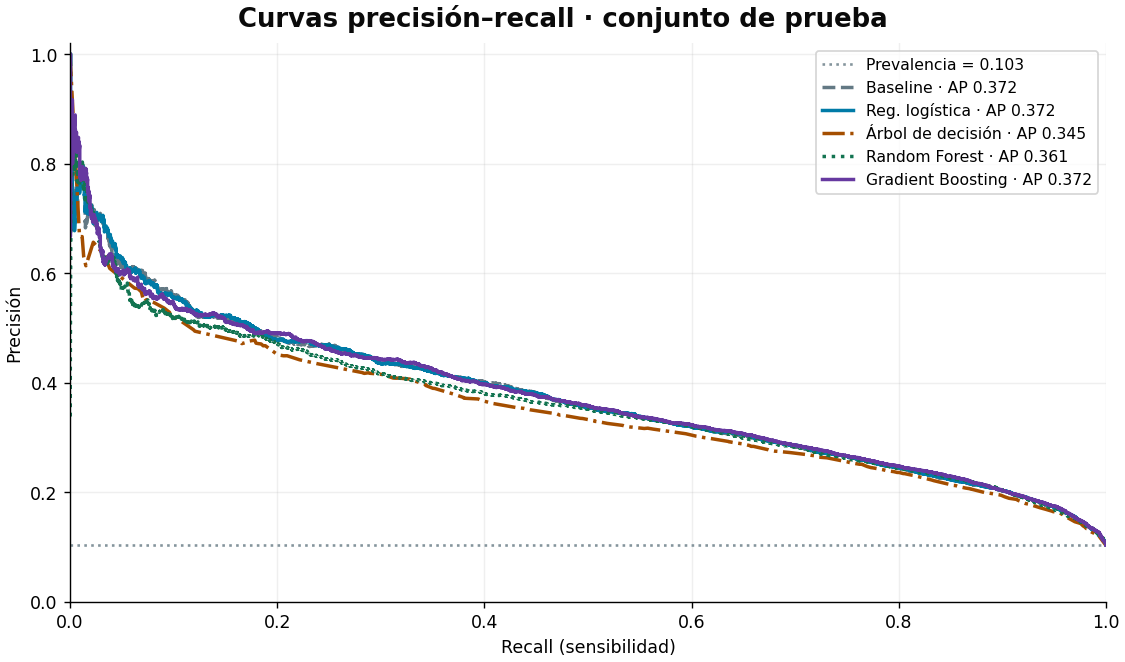 Curvas precisión–recall · conjunto de prueba
Precisión
1.0
0.8
0.6
0.4
0.2
0.0
0.0
0.2
0.4
0.6
0.8
1.0
Recall (sensibilidad)
Prevalencia = 0.103
Baseline · AP 0.372
Reg. logística · AP 0.372
Árbol de decisión · AP 0.345
Random Forest · AP 0.361
Gradient Boosting · AP 0.372